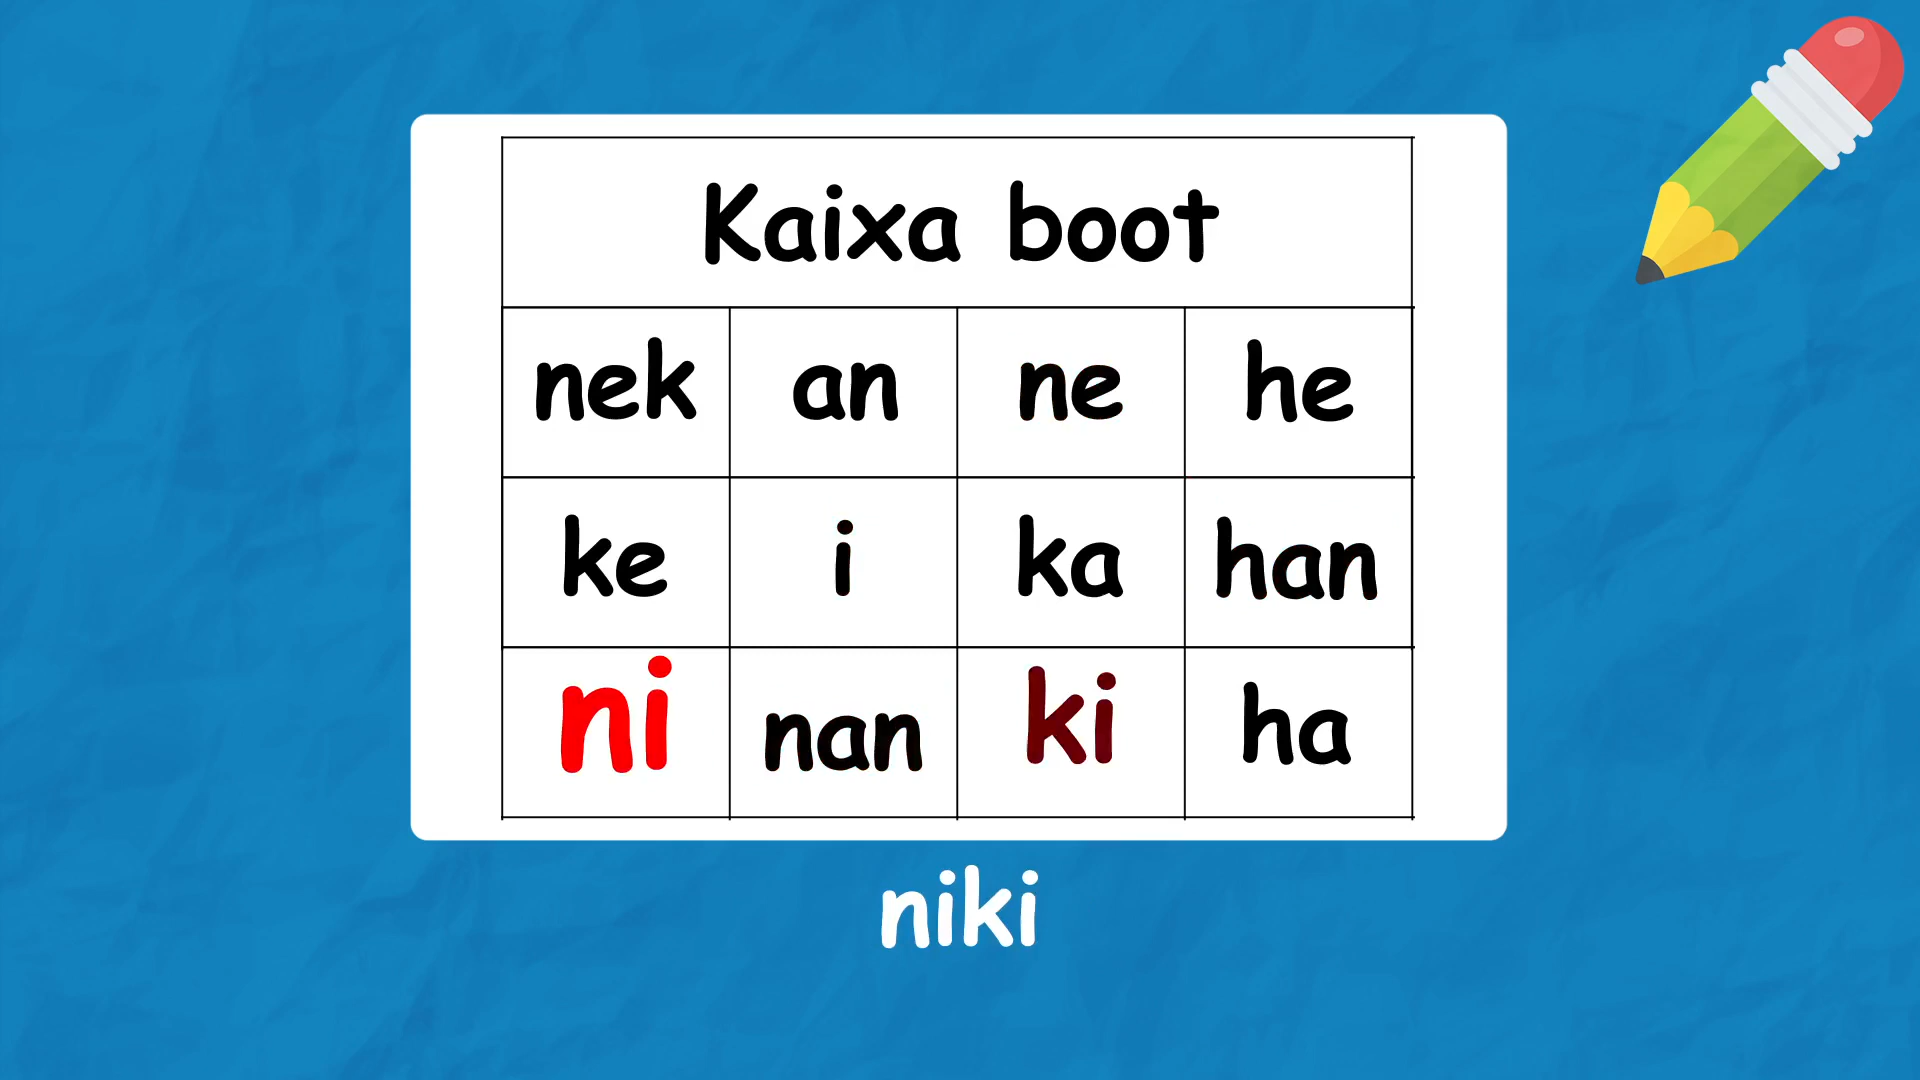 Kaixa boot
nek an ne he
ke i ka han
ni nan ki ha
niki